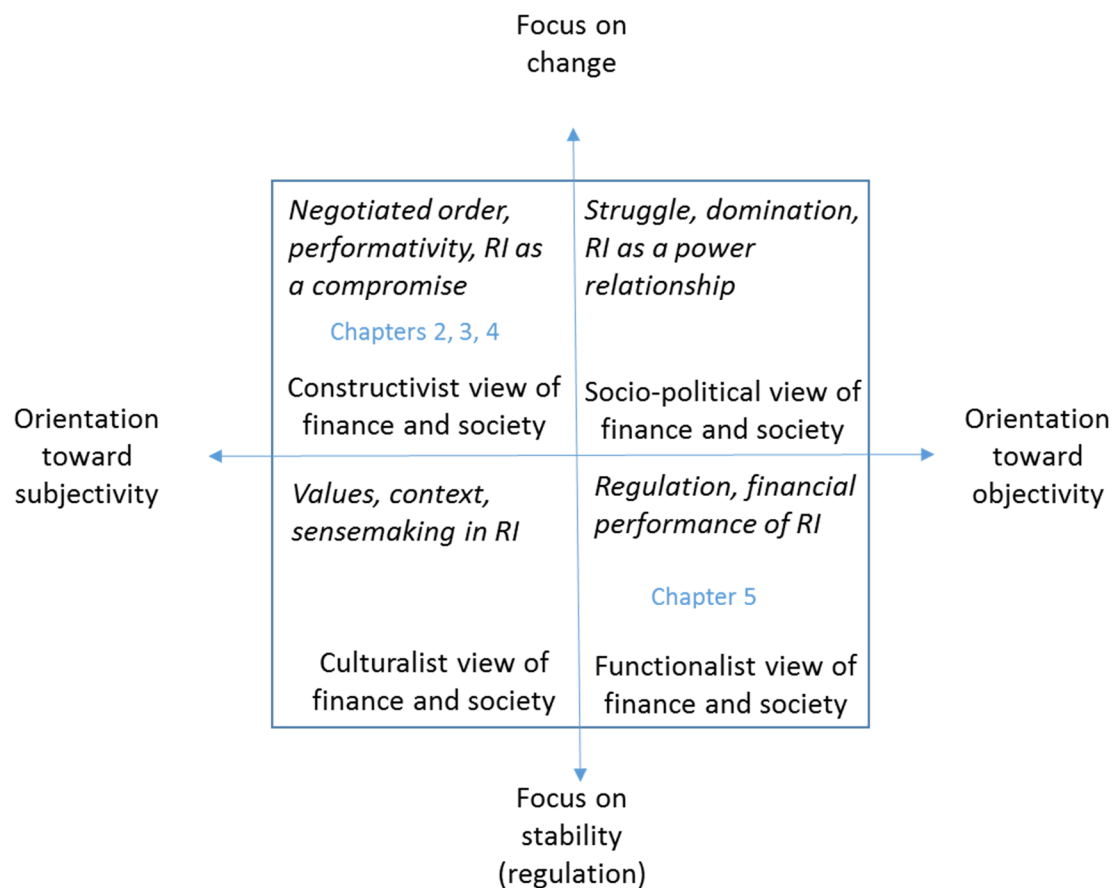 Focus on
change
Negotiated order,
performativity, RI as
a compromise
Chapters 2, 3, 4
Constructivist view of
finance and society
Struggle, domination,
RI as a power
relationship
Socio-political view of
finance and society
Orientation
toward
subjectivity
Orientation
toward
objectivity
Values, context,
sensemaking in RI
Culturalist view of
finance and society
Regulation, financial
performance of RI
Chapter 5
Functionalist view of
finance and society
Focus on
stability
(regulation)